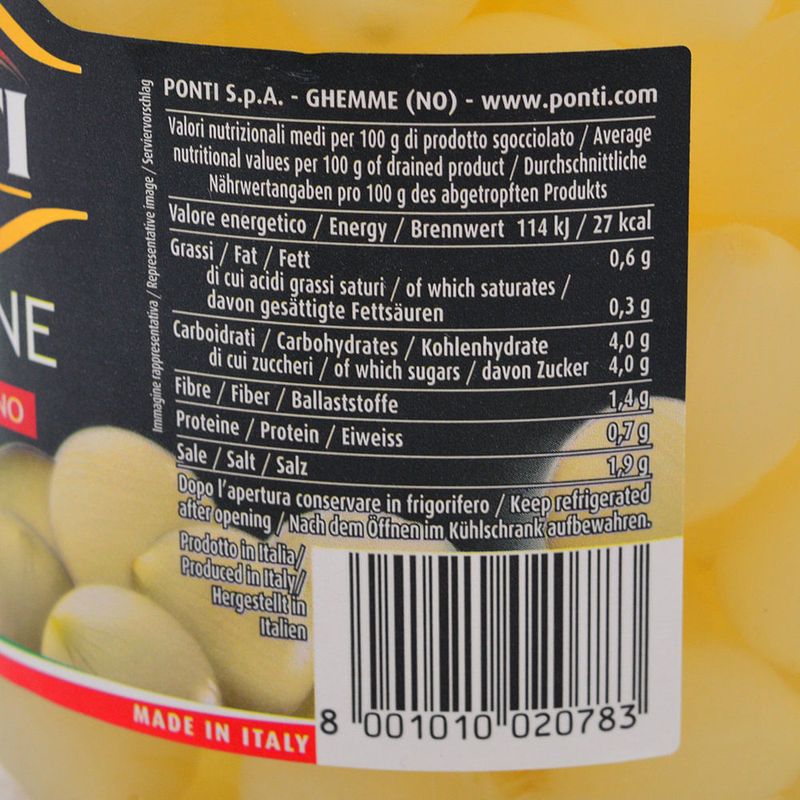 TI
NE
NO
Immagine rappresentativa / Representative image / Serviervorschlag
PONTI S.p.A. - GHEMME (NO) - www.ponti.com
Valori nutrizionali medi per 100 g di prodotto sgocciolato / Average
nutritional values per 100 g of drained product / Durchschnittliche
Nährwertangaben pro 100 g des abgetropften Produkts
Valore energetico / Energy / Brennwert 114 kJ / 27 kcal
Grassi / Fat / Fett 0,6 g
di cui acidi grassi saturi / of which saturates /
davon gesättigte Fettsäuren 0,3 g
Carboidrati / Carbohydrates / Kohlenhydrate 4,0 g
di cui zuccheri / of which sugars / davon Zucker 4,0 g
Fibre / Fiber / Ballaststoffe 1,4 g
Proteine / Protein / Eiweiss 0,7 g
Sale / Salt / Salz 1,9 g
Dopo l'apertura conservare in frigorifero / Keep refrigerated
after opening / Nach dem Öffnen im Kühlschrank aufbewahren.
Prodotto in Italia/
Produced in Italy/
Hergestellt in
Italien
MADE IN ITALY
8 001010 020783